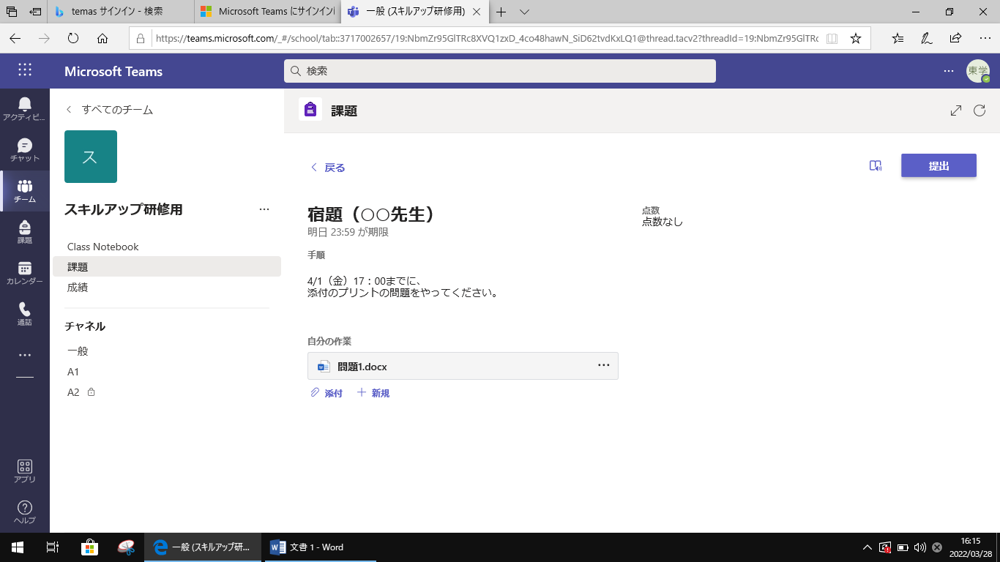 temas サインイン - 検索
Microsoft Teams にサインイン
一般 (スキルアップ研修用)
https://teams.microsoft.com/_#/school/tab::3717002657/19:NbmZr95GlTRc8XVQ1zxD_4co48hawN_SiD62tvdKxLQ1@thread.tacv2?threadId=19:NbmZr95GlTRc
Microsoft Teams
検索
東学
アクティビ...
チャット
チーム
課題
カレンダー
通話
アプリ
ヘルプ
すべてのチーム
ス
スキルアップ研修用
Class Notebook
課題
成績
チャネル
一般
A1
A2
課題
戻る
提出
宿題（○○先生）
明日 23:59 が期限
点数
点数なし
手順
4/1（金）17：00までに、
添付のプリントの問題をやってください。
自分の作業
問題1.docx
添付
新規
一般 (スキルアップ研...
文書 1 - Word
16:15
2022/03/28